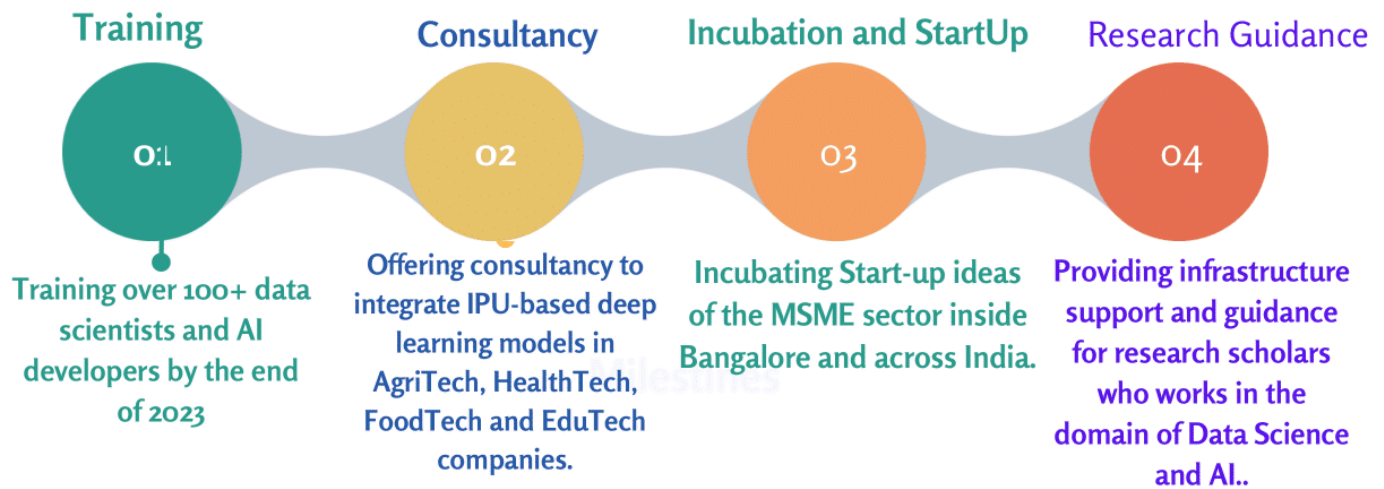 Training
01
Training over 100+ data
scientists and AI
developers by the end
of 2023
Consultancy
02
Offering consultancy to
integrate IPU-based deep
learning models in
AgriTech, HealthTech,
FoodTech and EduTech
companies.
Incubation and StartUp
03
Incubating Start-up ideas
of the MSME sector inside
Bangalore and across India.
Milestines
Research Guidance
04
Providing infrastructure
support and guidance
for research scholars
who works in the
domain of Data Science
and AI..